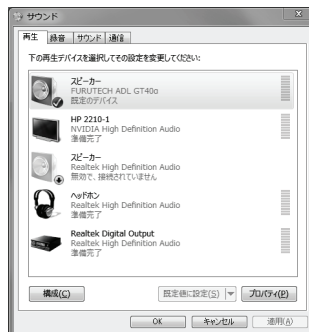 サウンド
再生 録音 サウンド 通信
下の再生デバイスを選択してその設定を変更してください:
スピーカー
FURUTECH ADL GT40α
既定のデバイス
HP 2210-1
NVIDIA High Definition Audio
準備完了
スピーカー
Realtek High Definition Audio
無効で、接続されていません
ヘッドホン
Realtek High Definition Audio
準備完了
Realtek Digital Output
Realtek High Definition Audio
準備完了
構成(C) 既定値に設定(S) プロパティ(P)
OK キャンセル 適用(A)